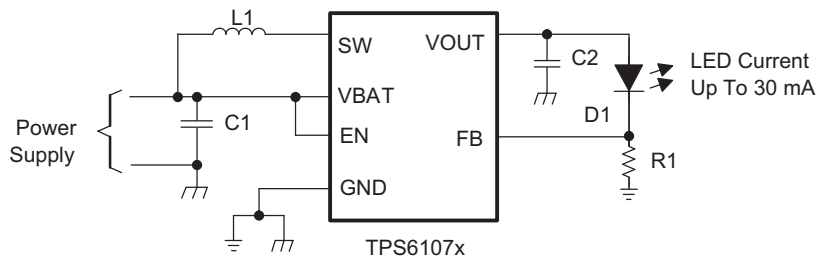 L1
SW
VOUT
C2
LED Current
Up To 30 mA
VBAT
D1
Power
Supply
C1
EN
FB
R1
GND
TPS6107x